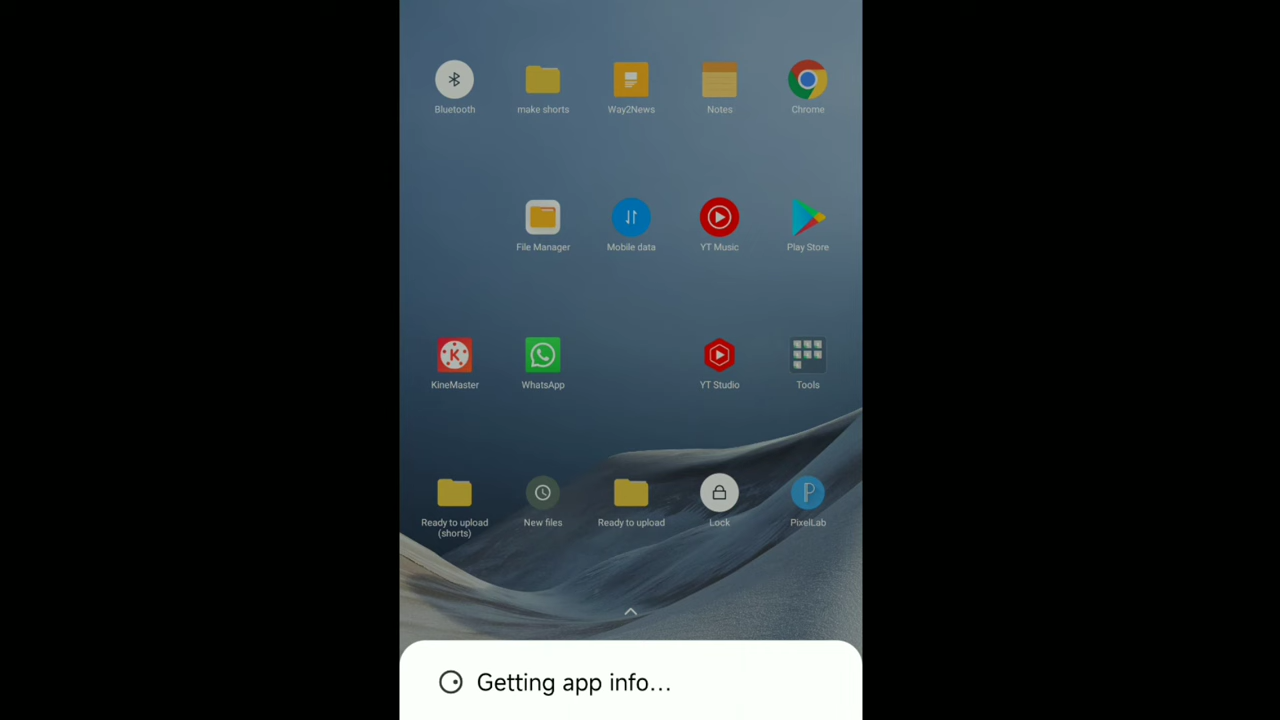 Bluetooth
make shorts
Way2News
Notes
Chrome
File Manager
Mobile data
YT Music
Play Store
KineMaster
WhatsApp
YT Studio
Tools
Ready to upload
(shorts)
New files
Ready to upload
Lock
PixelLab
Getting app info...